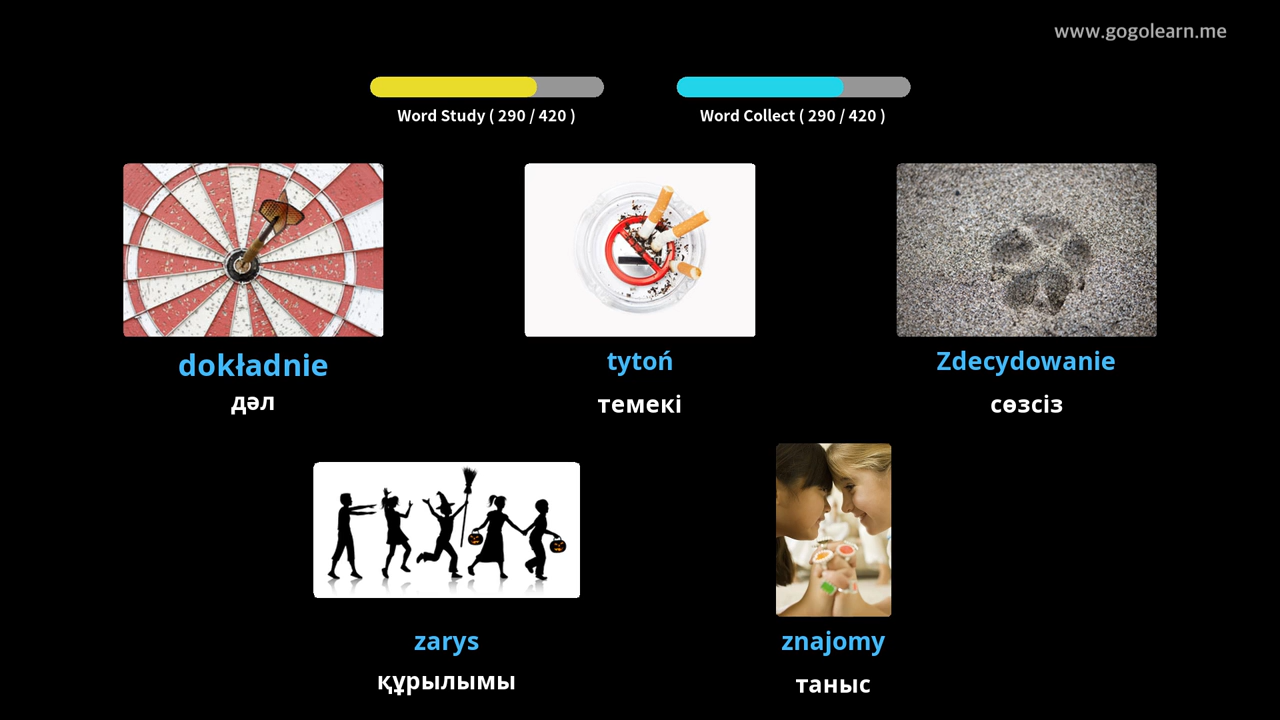 www.gogolearn.me
Word Study ( 290 / 420 )
Word Collect ( 290 / 420 )
dokładnie
дәл
tytoń
темекі
Zdecydowanie
сөзсіз
zarys
құрылымы
znajomy
таныс